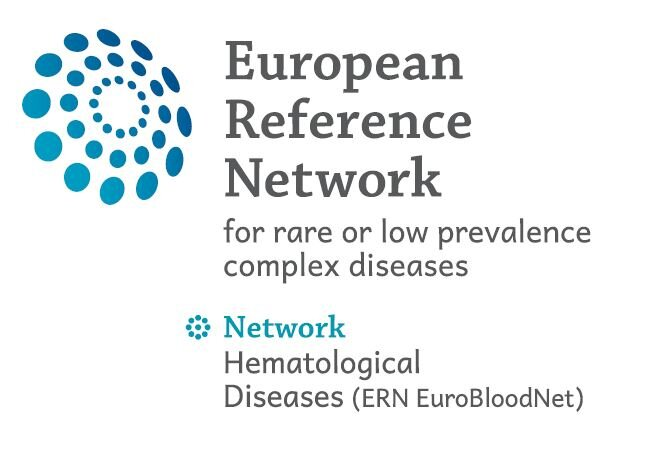 European
Reference
Network
for rare or low prevalence
complex diseases
Network
Hematological
Diseases (ERN EuroBloodNet)